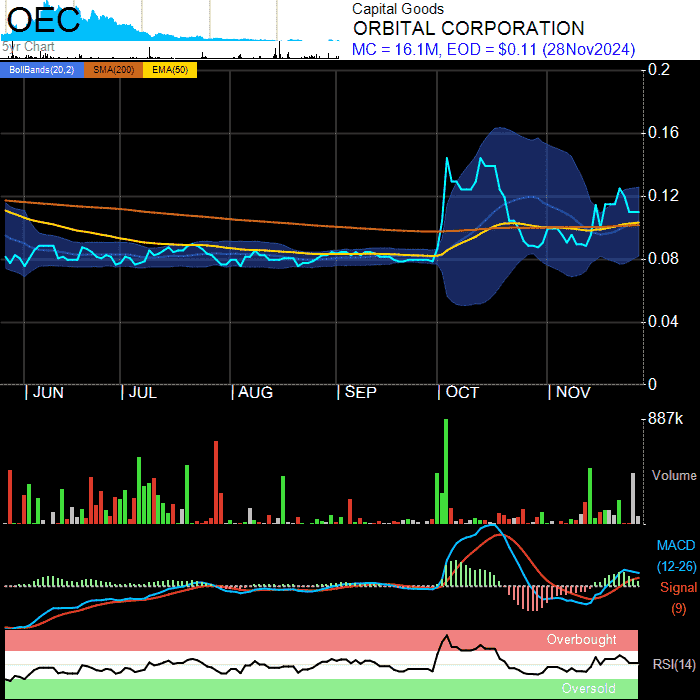 OEC
5yr Chart
Capital Goods
ORBITAL CORPORATION
MC = 16.1M, EOD = $0.11 (28Nov2024)
BollBands(20,2) SMA(200) EMA(50)
0.2
0.16
0.12
0.08
0.04
0
JUN JUL AUG SEP OCT NOV
887k
Volume
MACD
(12-26)
Signal
(9)
Overbought
RSI(14)
Oversold